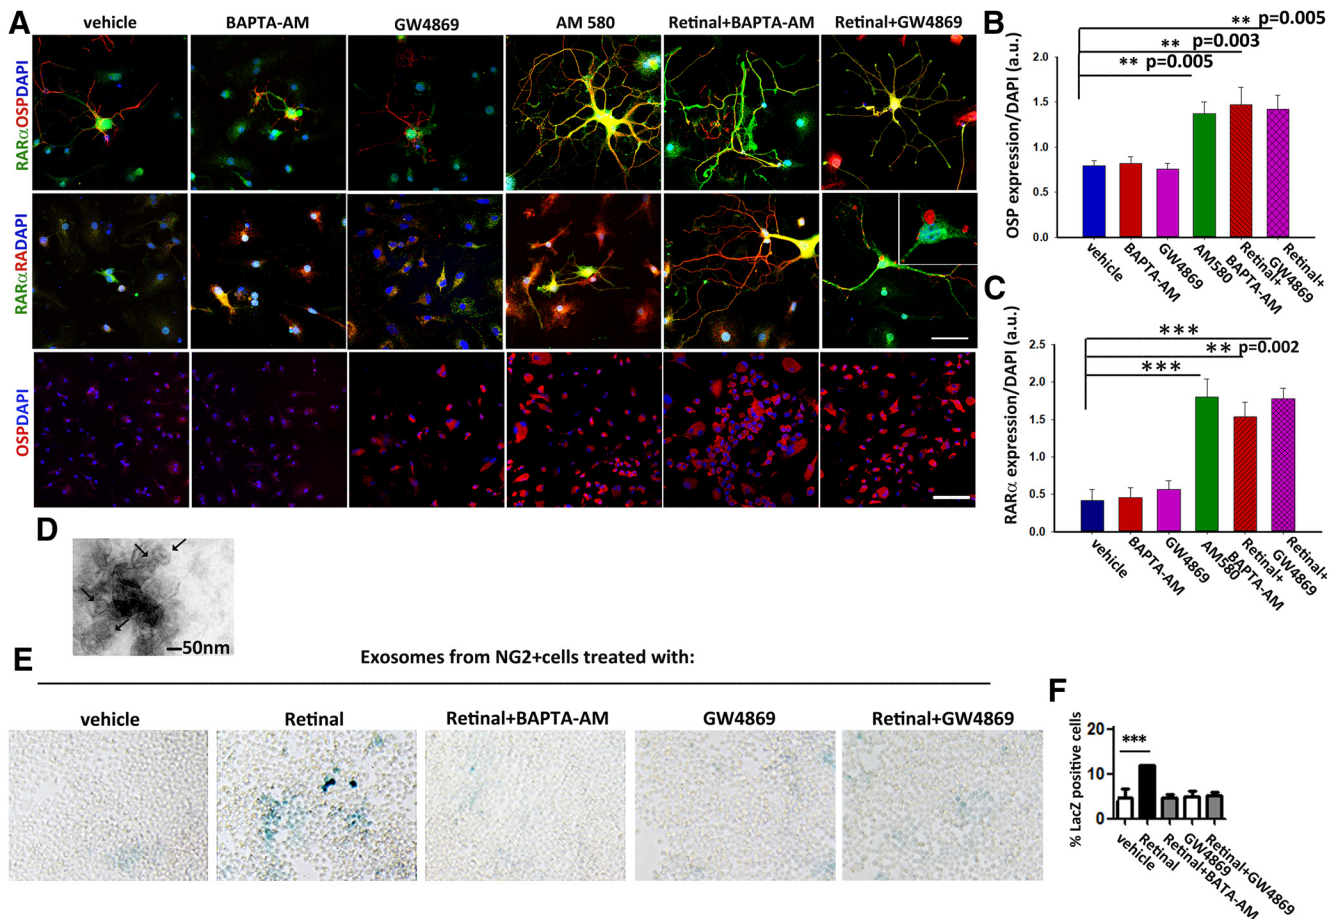 A
vehicle
BAPTA-AM
GW4869
AM 580
Retinal+BAPTA-AM
Retinal+GW4869
RARαOSPDAPI
RARαRADAPI
OSPDAPI
B
** p=0.005
** p=0.003
** p=0.005
OSP expression/DAPI (a.u.)
2.0
1.5
1.0
0.5
0.0
vehicle
BAPTA-AM
GW4869
AM580
Retinal+
BAPTA-AM
Retinal+
GW4869
C
***
** p=0.002
***
RARα expression/DAPI (a.u.)
2.5
2.0
1.5
1.0
0.5
0.0
vehicle
BAPTA-AM
GW4869
AM580
Retinal+
BAPTA-AM
Retinal+
GW4869
D
50nm
E
Exosomes from NG2+cells treated with:
vehicle
Retinal
Retinal+BAPTA-AM
GW4869
Retinal+GW4869
F
***
% LacZ positive cells
20
10
0
vehicle
Retinal
Retinal+BATA-AM
GW4869
Retinal+GW4869